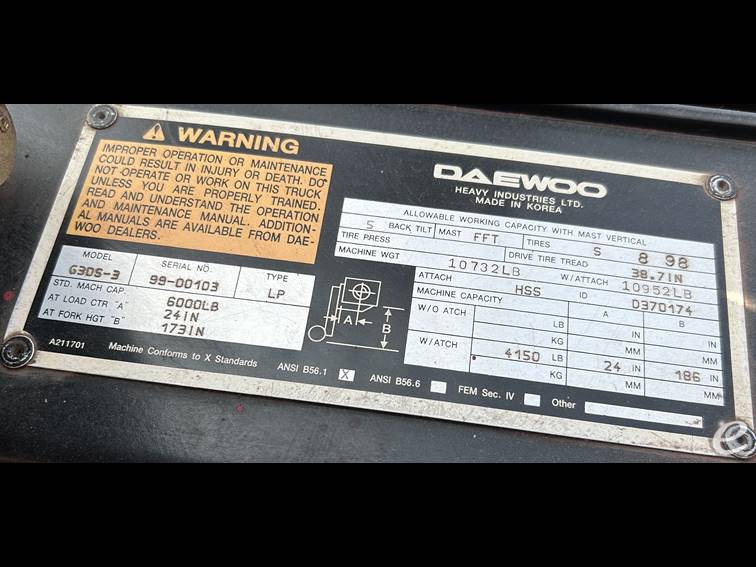 WARNING
IMPROPER OPERATION OR MAINTENANCE
COULD RESULT IN INJURY OR DEATH. DO
NOT OPERATE OR WORK ON THIS TRUCK
UNLESS YOU ARE PROPERLY TRAINED.
READ AND UNDERSTAND THE OPERATION
AND MAINTENANCE MANUAL. ADDITION-
AL MANUALS ARE AVAILABLE FROM DAE-
WOO DEALERS.
MODEL SERIAL NO. TYPE
G30S-3 99-00103 LP
STD. MACH CAP. 6000LB
AT LOAD CTR "A" 24IN
AT FORK HGT "B" 173IN
A B
A211701 Machine Conforms to X Standards ANSI B56.1 X ANSI B56.6 FEM Sec. IV Other
DAEWOO
HEAVY INDUSTRIES LTD.
MADE IN KOREA
ALLOWABLE WORKING CAPACITY WITH MAST VERTICAL
5 BACK TILT MAST FFT TIRES S 8 98
TIRE PRESS DRIVE TIRE TREAD 38.7IN
MACHINE WGT 10732LB W/ATTACH 10952LB
ATTACH HSS ID D370174
MACHINE CAPACITY A B
W/O ATCH LB IN IN
KG MM MM
W/ATCH 4150 LB 24 IN 186 IN
KG MM MM